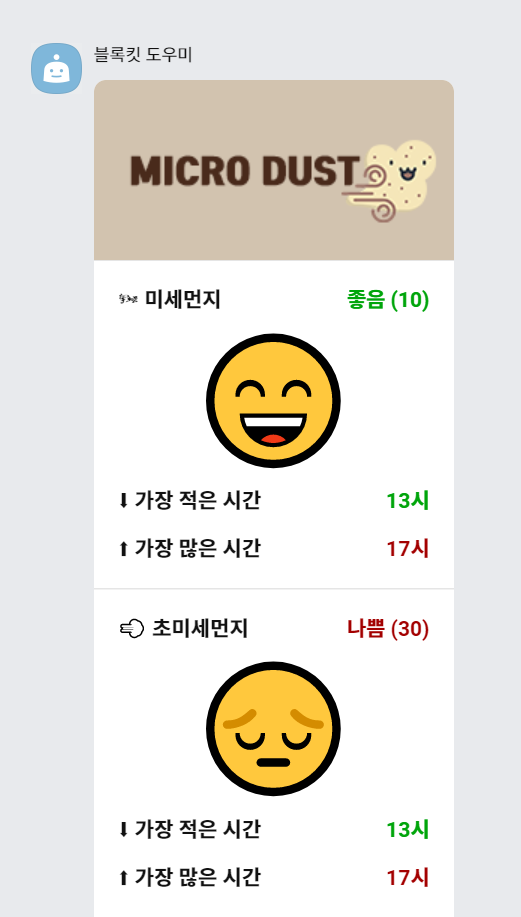 블록킷 도우미
MICRO DUST
미세먼지 좋음 (10)
⬇ 가장 적은 시간 13시
⬆ 가장 많은 시간 17시
초미세먼지 나쁨 (30)
⬇ 가장 적은 시간 13시
⬆ 가장 많은 시간 17시